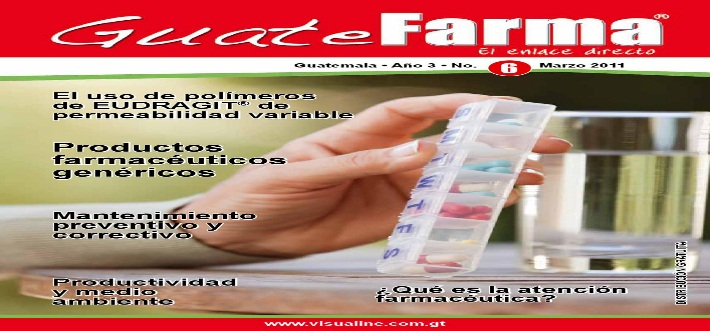 GuateFarma®
El enlace directo
Guatemala - Año 3 - No. 6 Marzo 2011
El uso de polímeros
de EUDRAGIT® de
permeabilidad variable
Productos
farmacéuticos
genéricos
Mantenimiento
preventivo y
correctivo
Productividad
y medio
ambiente
¿Qué es la atención
farmacéutica?
S
M
T
W
T
F
S
DISTRIBUCION GRATUITA
www.visualinc.com.gt